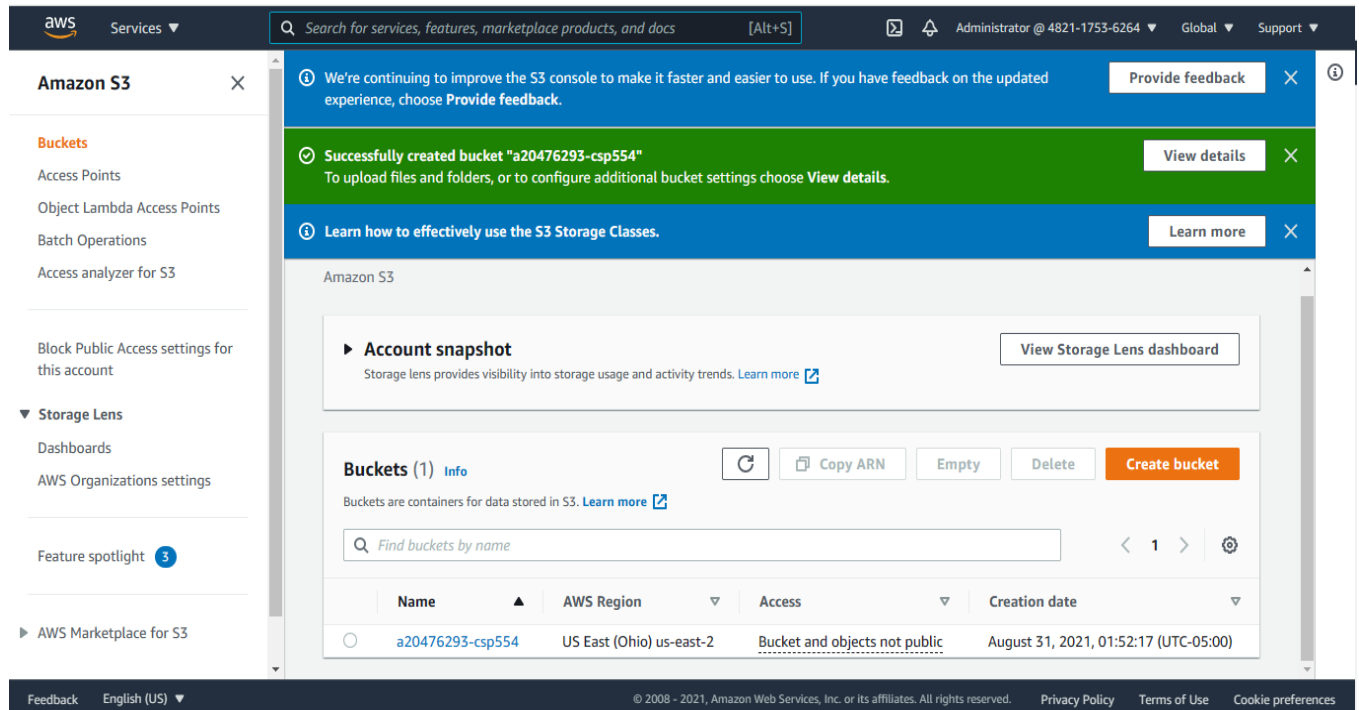 aws
Services ▼
Search for services, features, marketplace products, and docs [Alt+S]
Administrator @ 4821-1753-6264 ▼
Global ▼
Support ▼
Amazon S3
Buckets
Access Points
Object Lambda Access Points
Batch Operations
Access analyzer for S3
Block Public Access settings for
this account
Storage Lens
Dashboards
AWS Organizations settings
Feature spotlight 3
AWS Marketplace for S3
We're continuing to improve the S3 console to make it faster and easier to use. If you have feedback on the updated
experience, choose Provide feedback.
Provide feedback
Successfully created bucket "a20476293-csp554"
To upload files and folders, or to configure additional bucket settings choose View details.
View details
Learn how to effectively use the S3 Storage Classes.
Learn more
Amazon S3
Account snapshot
Storage lens provides visibility into storage usage and activity trends. Learn more
View Storage Lens dashboard
Buckets (1) Info
Copy ARN
Empty
Delete
Create bucket
Buckets are containers for data stored in S3. Learn more
Find buckets by name
1
Name AWS Region Access Creation date
a20476293-csp554 US East (Ohio) us-east-2 Bucket and objects not public August 31, 2021, 01:52:17 (UTC-05:00)
Feedback English (US) ▼ © 2008 - 2021, Amazon Web Services, Inc. or its affiliates. All rights reserved. Privacy Policy Terms of Use Cookie preferences